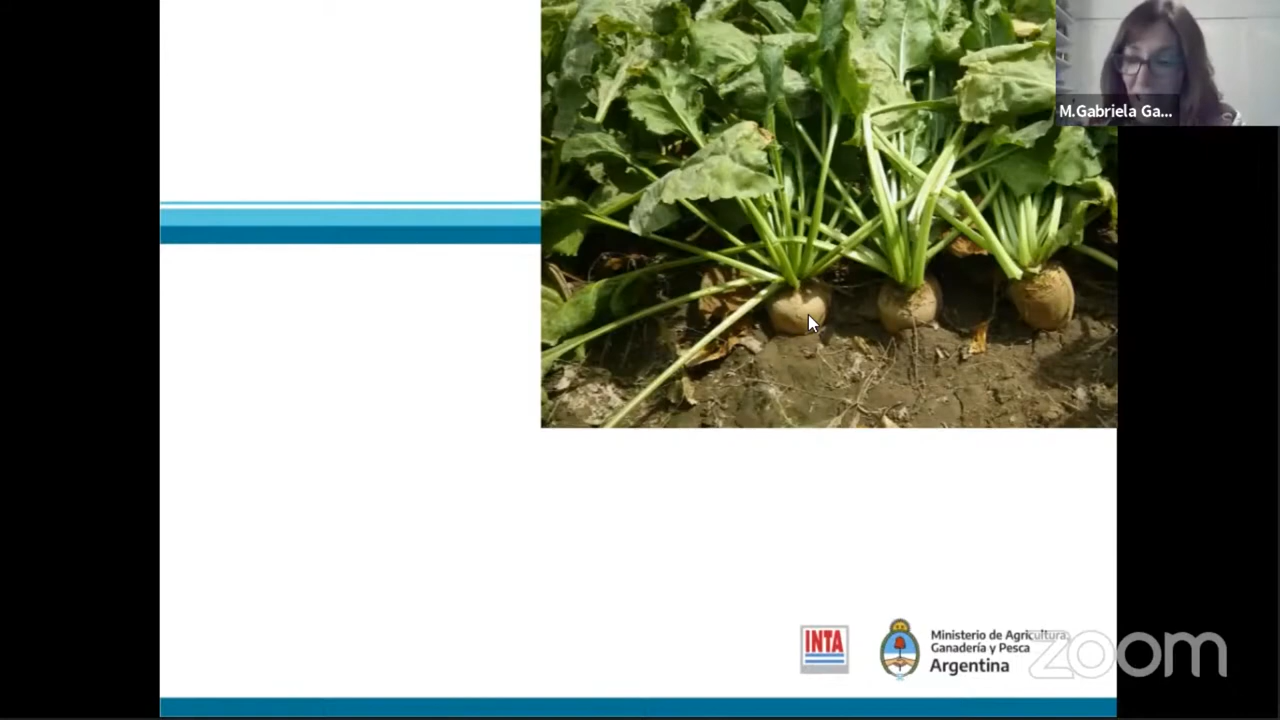 M.Gabriela Ga...
INTA
Ministerio de Agricultura,
Ganadería y Pesca
Argentina
zoom